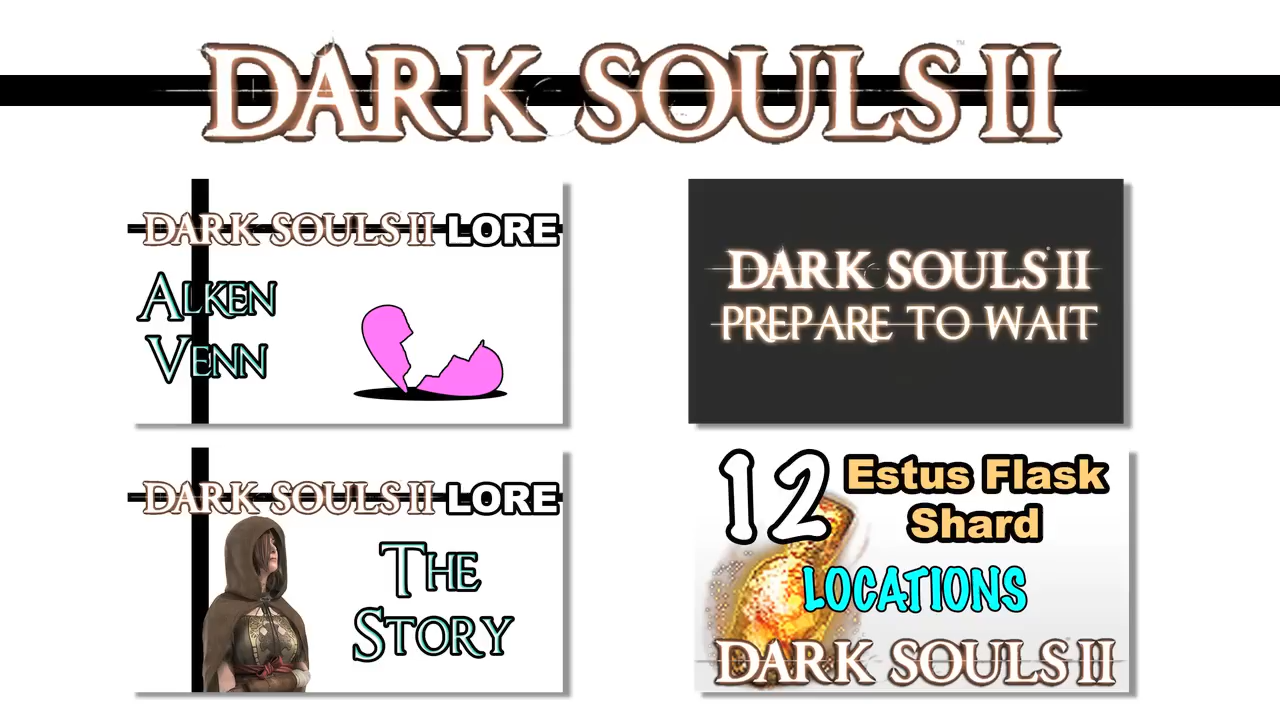 DARK SOULS II
DARK SOULS II LORE
ALKEN
VENN
DARK SOULS II
PREPARE TO WAIT
DARK SOULS II LORE
THE
STORY
12 Estus Flask
Shard
LOCATIONS
DARK SOULS II